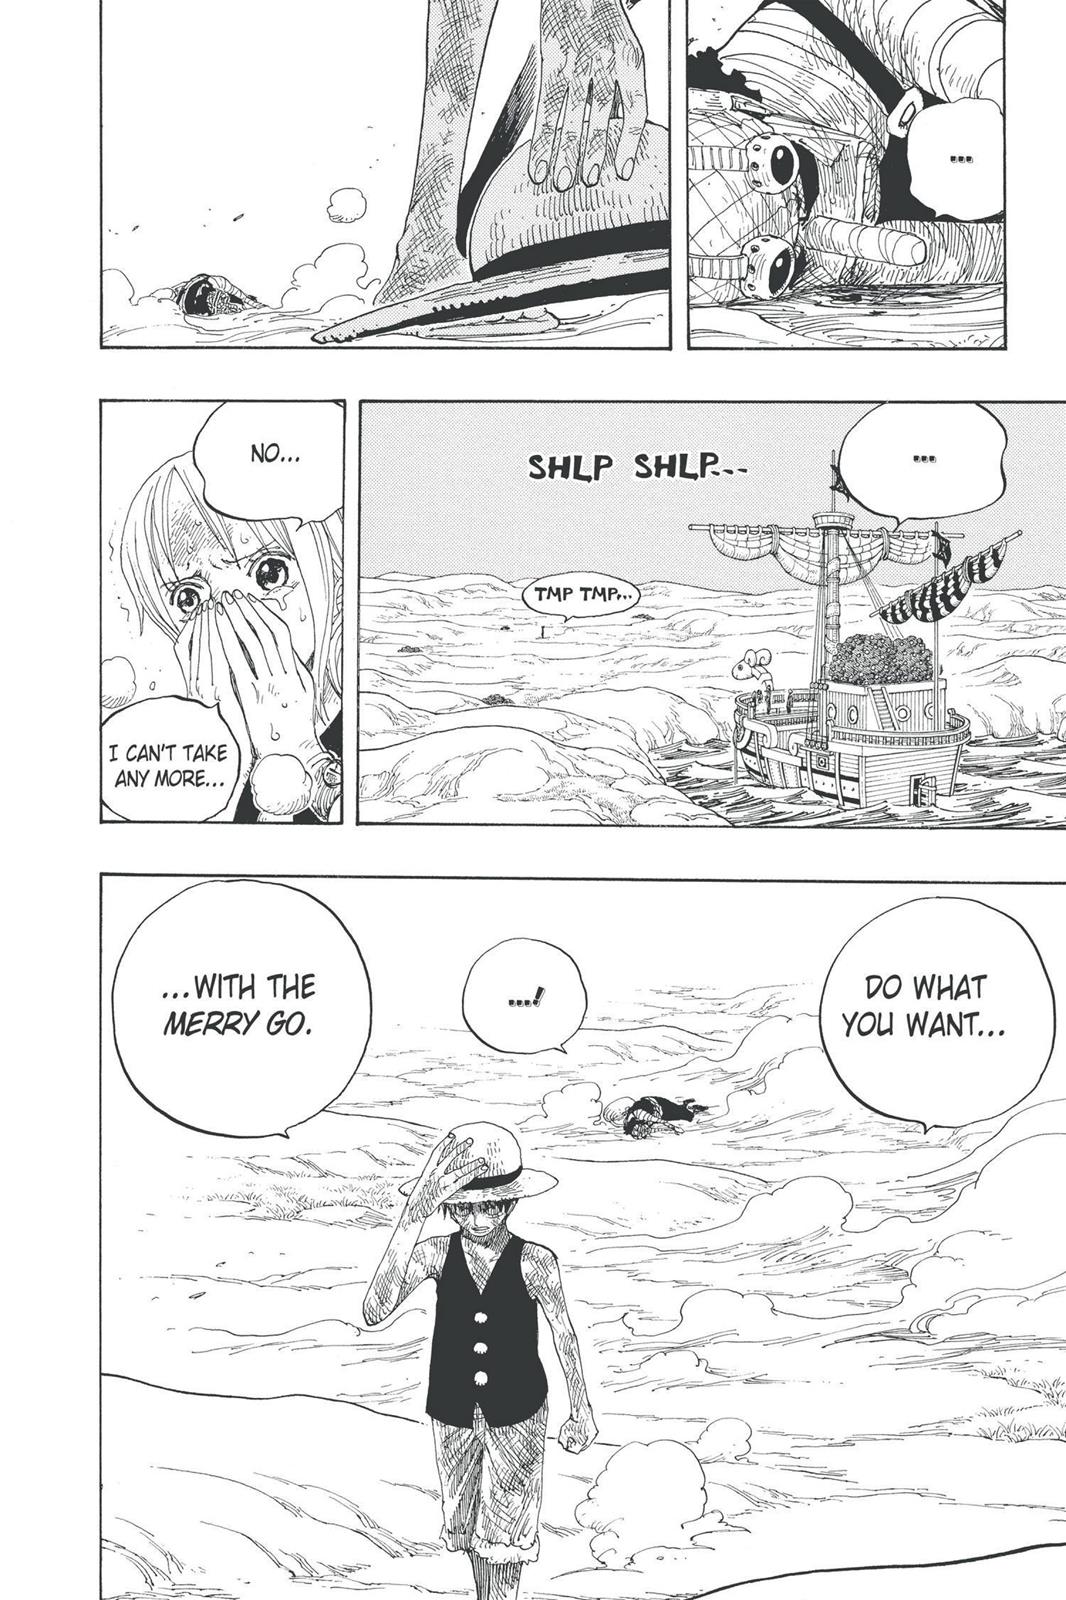 ...
...
SHLP SHLP...
TMP TMP...
NO...
I CAN'T TAKE
ANY MORE...
DO WHAT
YOU WANT...
....!
...WITH THE
MERRY GO.